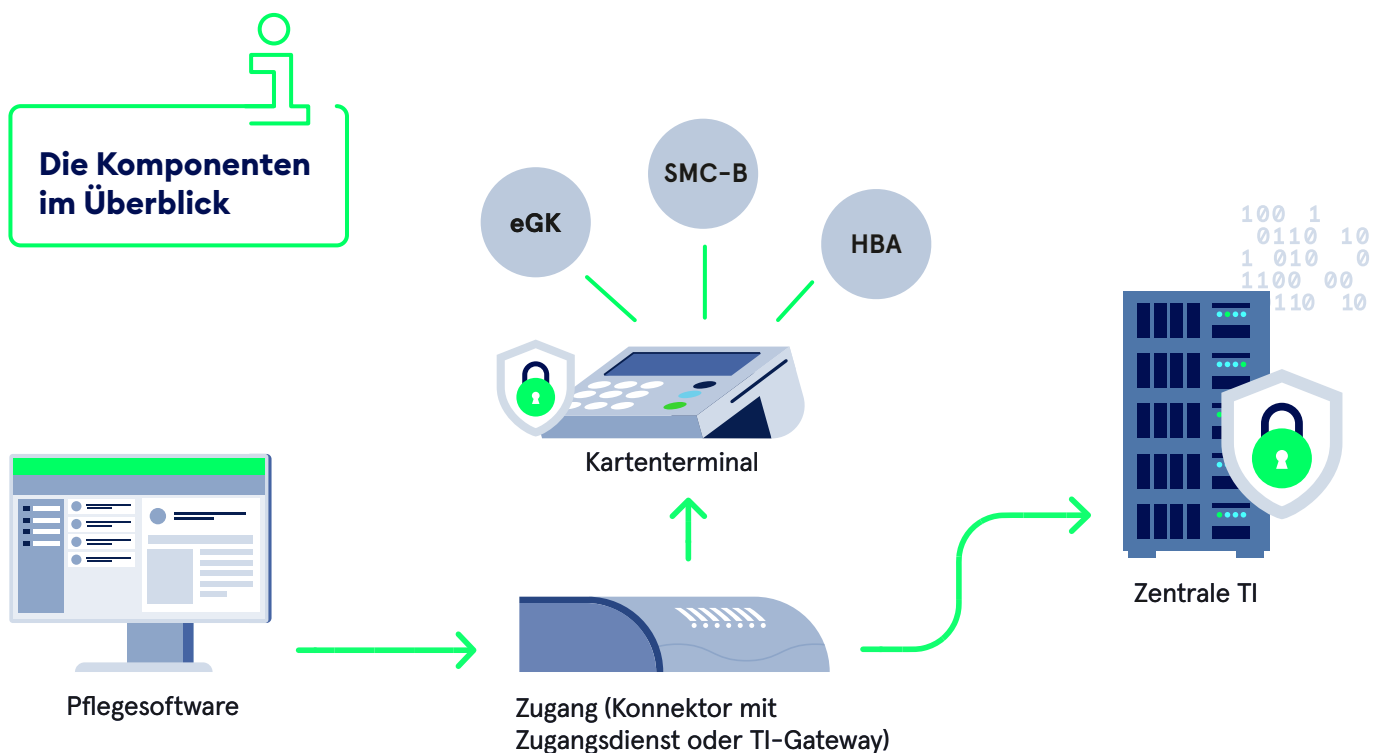 Die Komponenten
im Überblick
eGK
SMC-B
HBA
100 1
0110 10
1 010 0
1100 00
110 10
Kartenterminal
Zentrale TI
Pflegesoftware
Zugang (Konnektor mit
Zugangsdienst oder TI-Gateway)